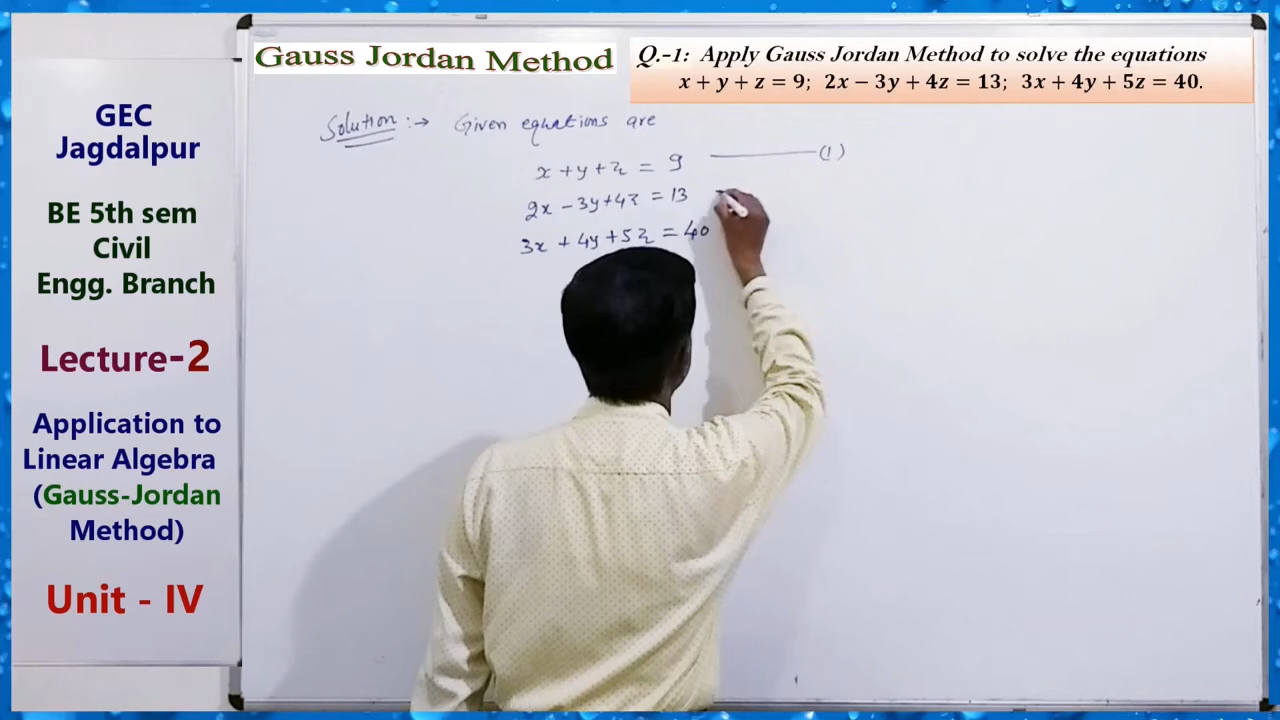 Gauss Jordan Method
Q.-1: Apply Gauss Jordan Method to solve the equations
x + y + z = 9; 2x − 3y + 4z = 13; 3x + 4y + 5z = 40.
GEC
Jagdalpur
BE 5th sem
Civil
Engg. Branch
Lecture-2
Application to
Linear Algebra
(Gauss-Jordan
Method)
Unit - IV
Solution :→ Given equations are
x + y + z = 9 ———(1)
2x − 3y + 4z = 13
3x + 4y + 5z = 40